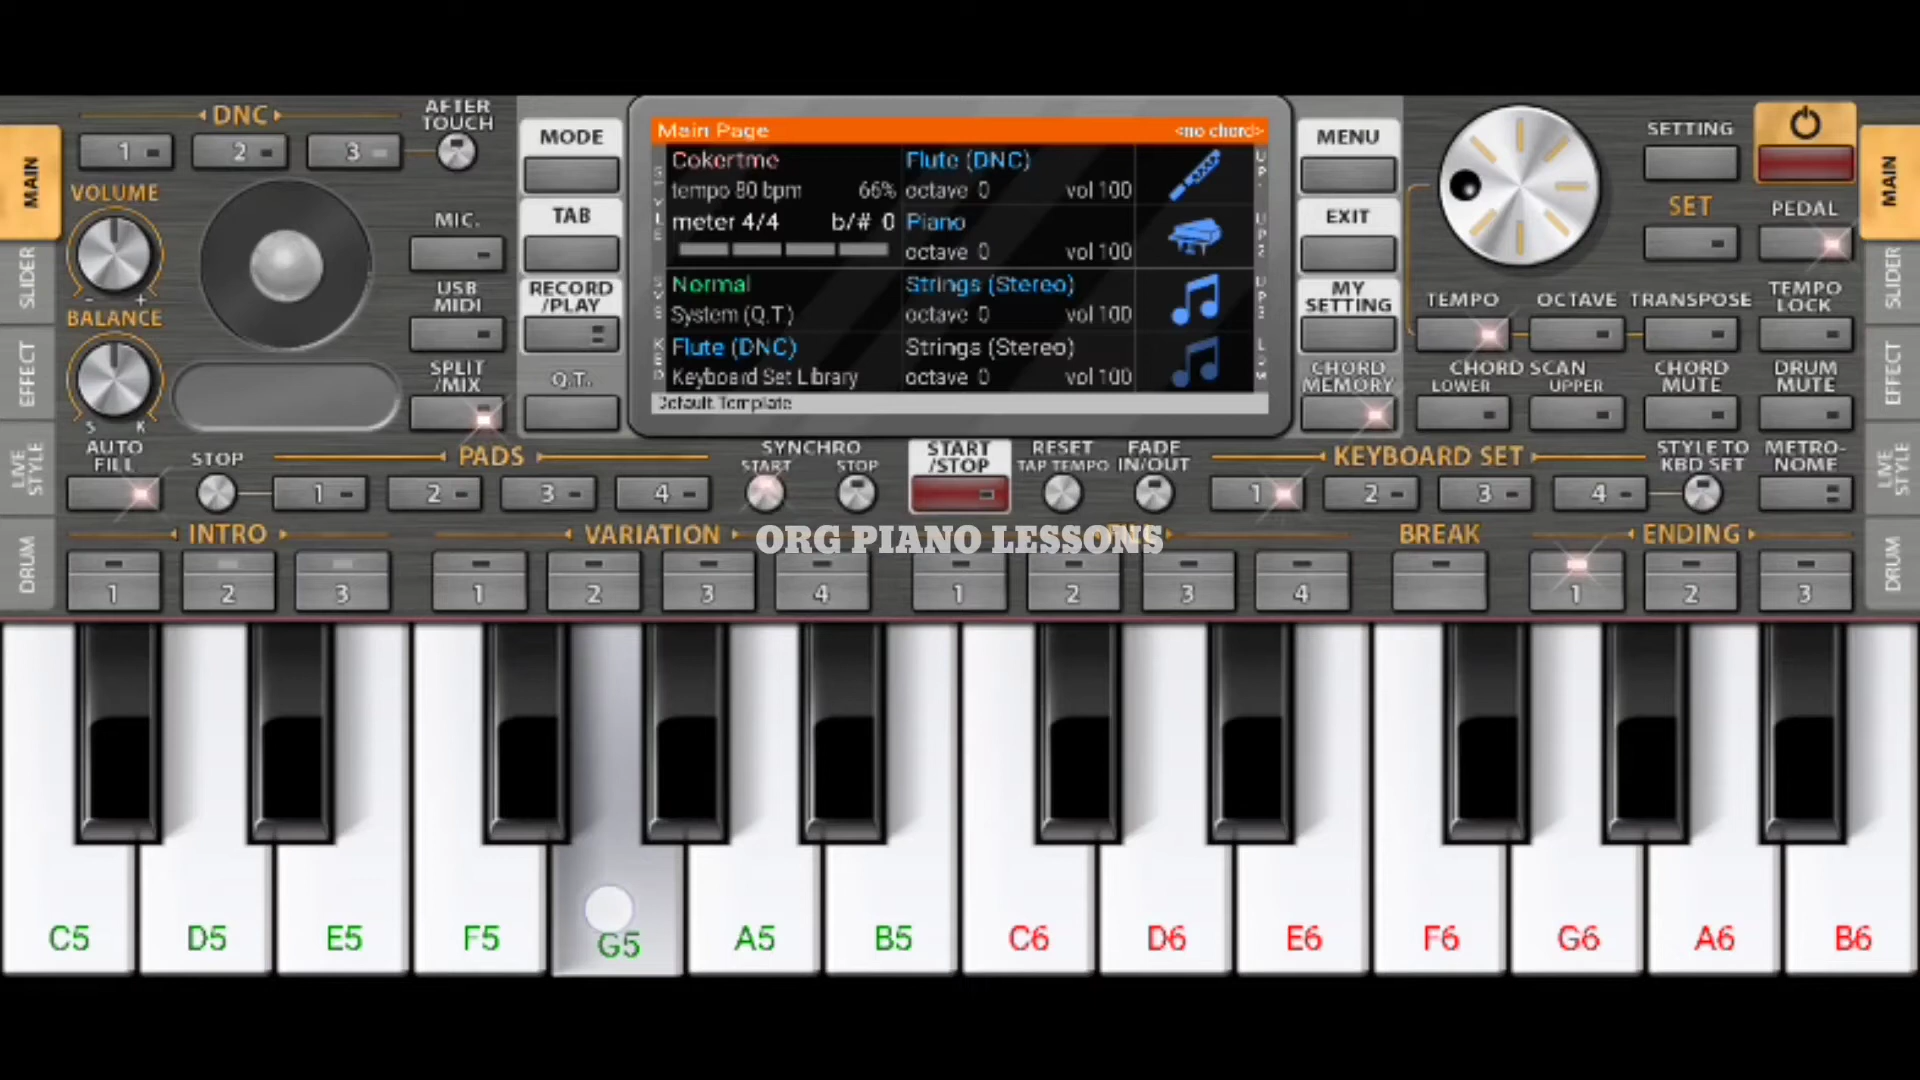 DNC
AFTER TOUCH
1 2 3
MAIN
VOLUME
- +
BALANCE
S K
SLIDER
EFFECT
LIVE STYLE
DRUM
MIC.
USB MIDI
SPLIT /MIX
MODE
TAB
RECORD /PLAY
Q.T.
Main Page <no chord>
Cokertme
tempo 80 bpm 66%
meter 4/4 b/# 0
Normal
System (Q.T.)
Flute (DNC)
Keyboard Set Library
Flute (DNC)
octave 0 vol 100
Piano
octave 0 vol 100
Strings (Stereo)
octave 0 vol 100
Strings (Stereo)
octave 0 vol 100
Default Template
MENU
EXIT
MY SETTING
CHORD MEMORY
SETTING
SET
PEDAL
TEMPO
OCTAVE
TRANSPOSE
TEMPO LOCK
CHORD SCAN
LOWER UPPER
CHORD MUTE
DRUM MUTE
MAIN
SLIDER
EFFECT
LIVE STYLE
DRUM
AUTO FILL
STOP
PADS
1 2 3 4
SYNCHRO
START STOP
START /STOP
RESET
TAP TEMPO
FADE IN/OUT
KEYBOARD SET
1 2 3 4
STYLE TO KBD SET
METRO-NOME
INTRO
1 2 3
VARIATION
1 2 3 4
ORG PIANO LESSONS
1 2 3 4
BREAK
ENDING
1 2 3
C5 D5 E5 F5 G5 A5 B5 C6 D6 E6 F6 G6 A6 B6